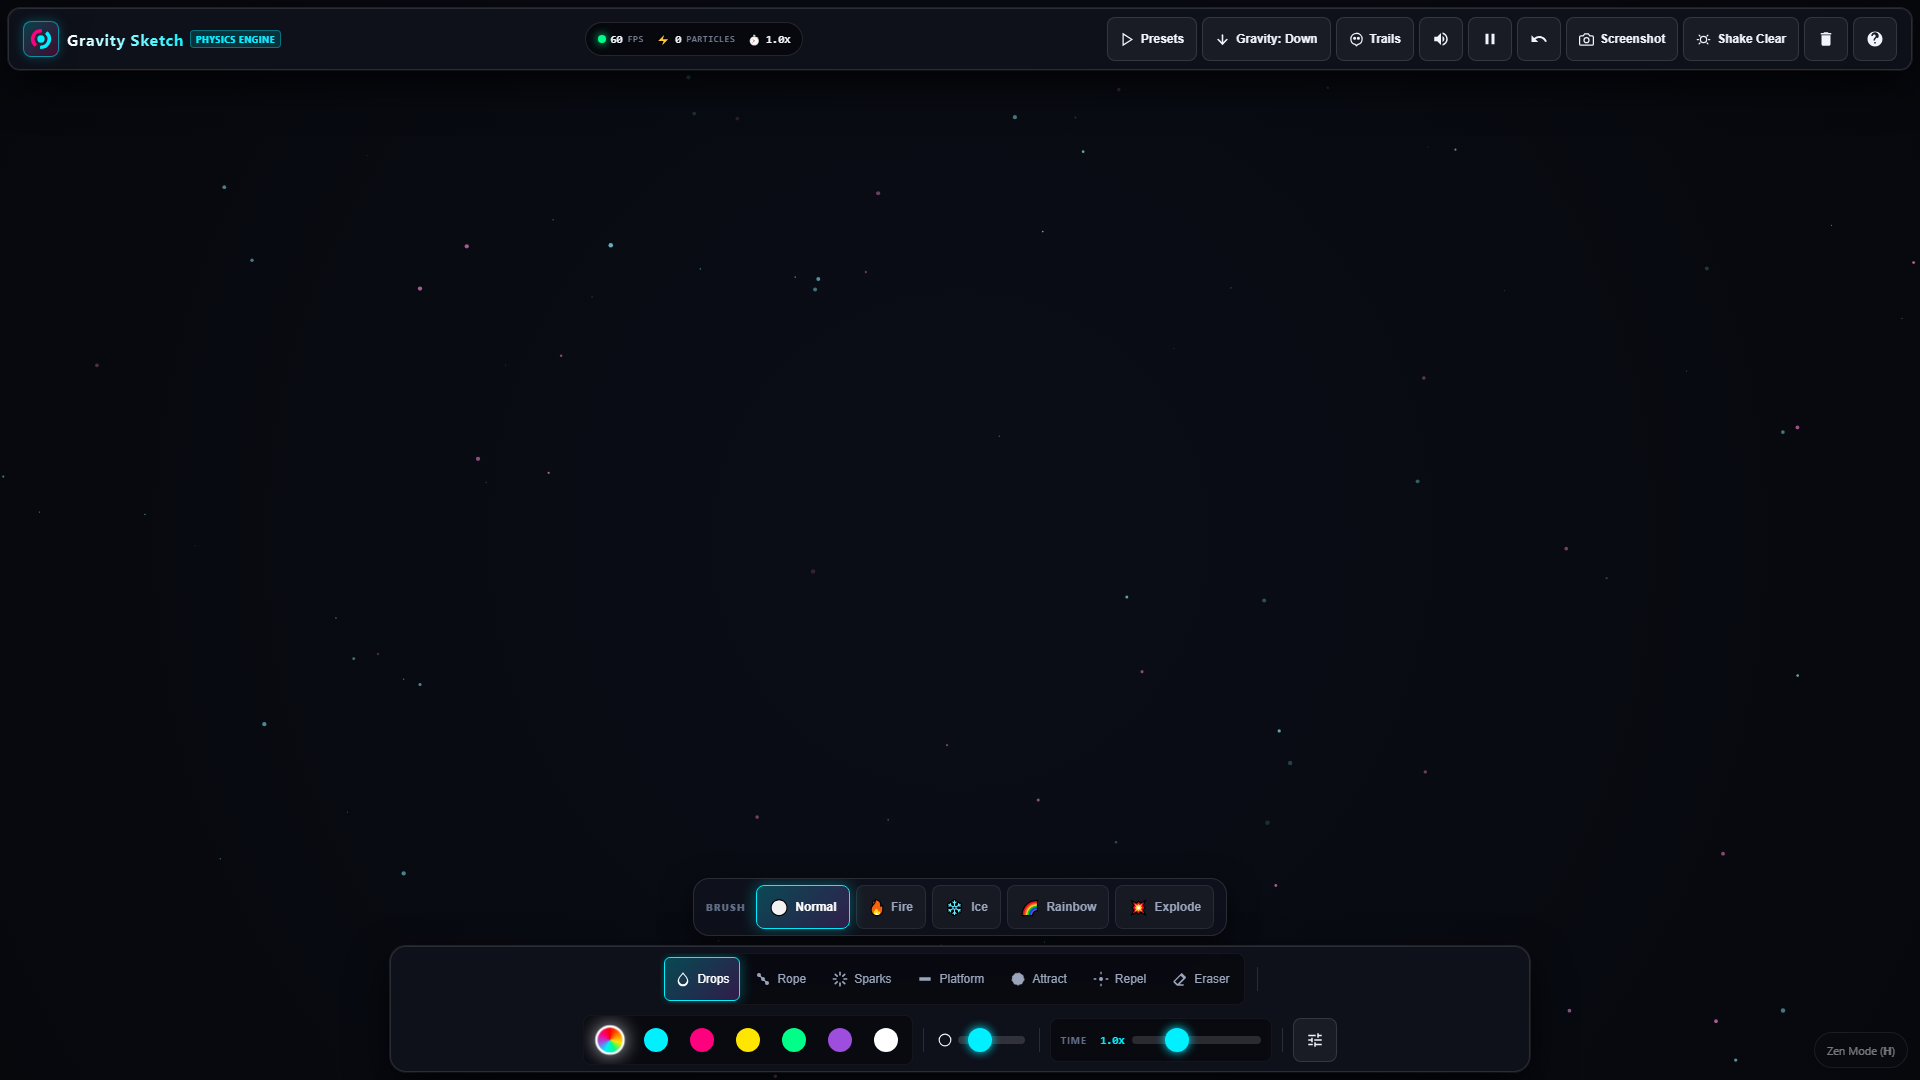 Gravity Sketch PHYSICS ENGINE 60 FPS 0 PARTICLES 1.0x Presets Gravity: Down Trails Screenshot Shake Clear
BRUSH Normal Fire Ice Rainbow Explode
Drops Rope Sparks Platform Attract Repel Eraser
TIME 1.0x
Zen Mode (H)